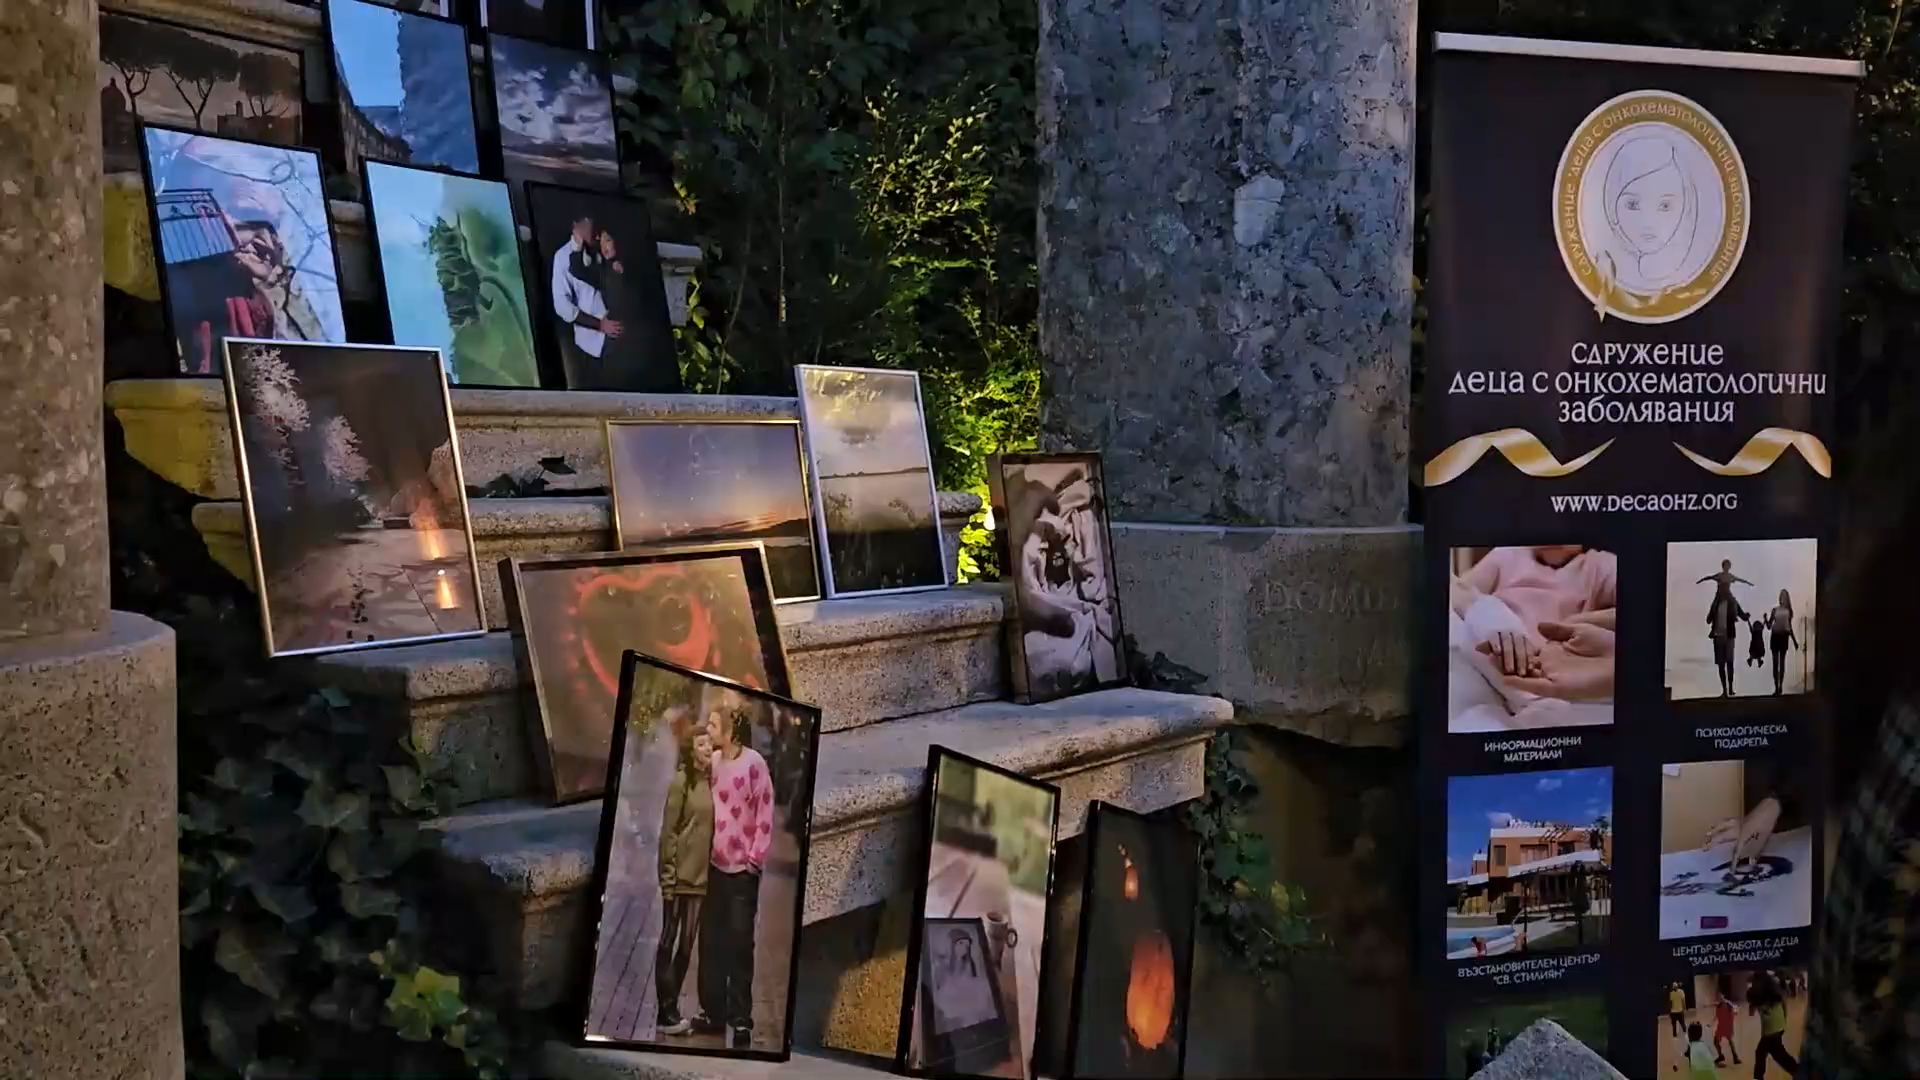 сдружение "деца с онкохематологични заболявания"
СДРУЖЕНИЕ
ДЕЦА С ОНКОХЕМАТОЛОГИЧНИ
ЗАБОЛЯВАНИЯ
WWW.DECAOHZ.ORG
ИНФОРМАЦИОННИ
МАТЕРИАЛИ
ПСИХОЛОГИЧЕСКА
ПОДКРЕПА
ВЪЗСТАНОВИТЕЛЕН ЦЕНТЪР
"СВ. СТИЛИЯН"
ЦЕНТЪР ЗА РАБОТА С ДЕЦА
"ЗЛАТНА ПАНДЕЛКА"